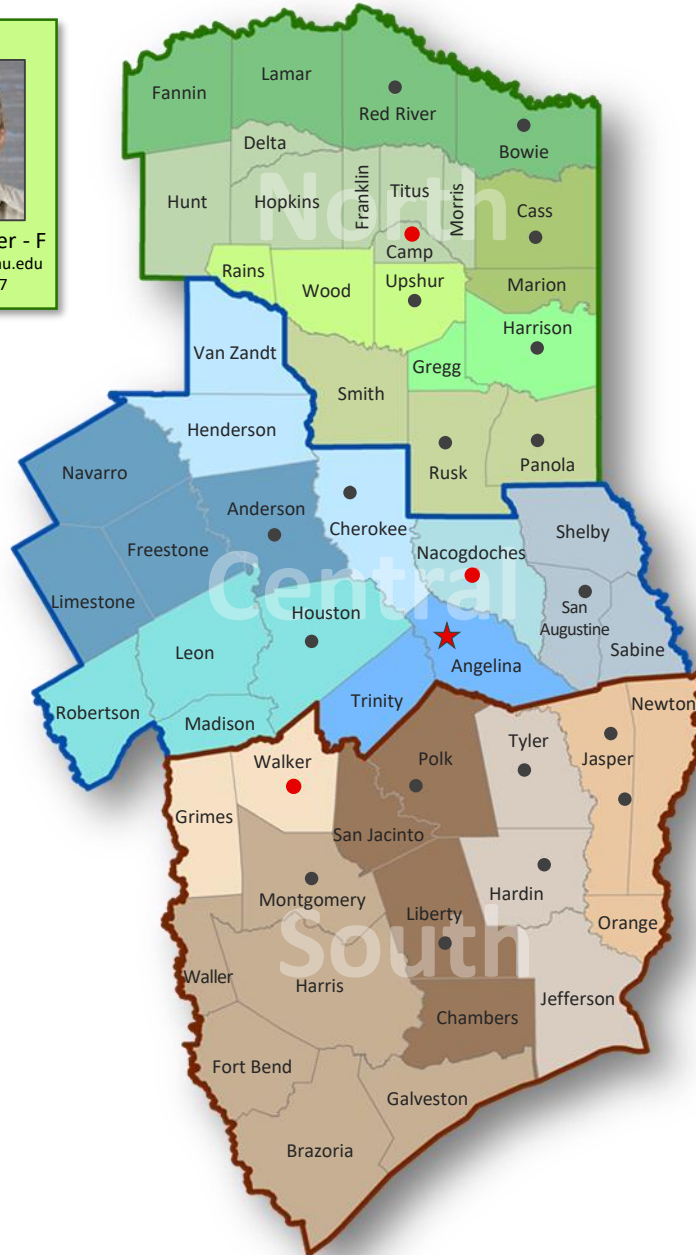 er - F
u.edu
7
Fannin
Lamar
Red River
Bowie
Delta
Hunt
Hopkins
Franklin
Titus
Morris
Cass
North
Camp
Rains
Wood
Upshur
Marion
Harrison
Van Zandt
Gregg
Smith
Henderson
Navarro
Rusk
Panola
Anderson
Cherokee
Freestone
Nacogdoches
Shelby
Central
Limestone
Houston
San
Augustine
Leon
Sabine
Angelina
Trinity
Robertson
Madison
Newton
Tyler
Walker
Polk
Jasper
Grimes
San Jacinto
Montgomery
Hardin
Liberty
Orange
South
Waller
Harris
Jefferson
Chambers
Fort Bend
Galveston
Brazoria